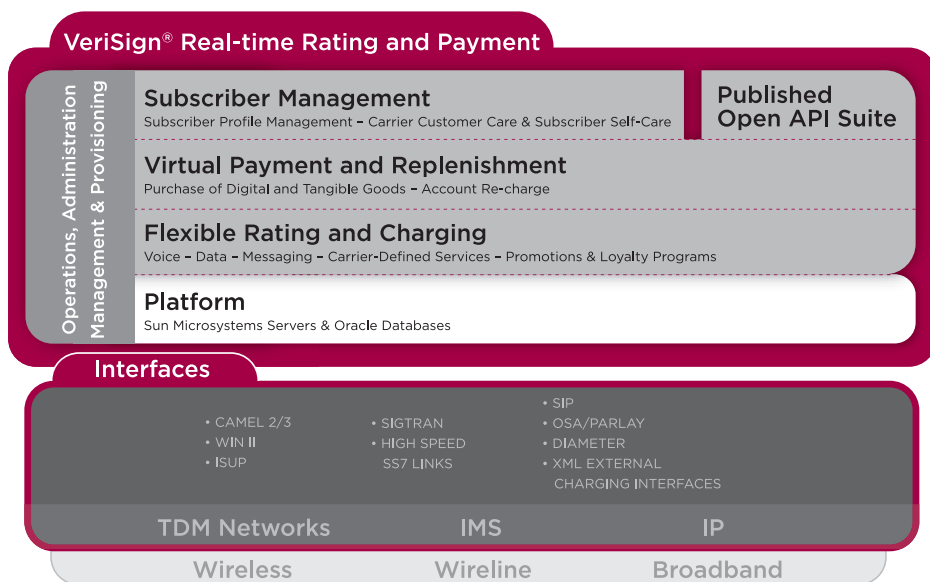 VeriSign® Real-time Rating and Payment
Operations, Administration
Management & Provisioning
Subscriber Management
Subscriber Profile Management – Carrier Customer Care & Subscriber Self-Care
Published
Open API Suite
Virtual Payment and Replenishment
Purchase of Digital and Tangible Goods – Account Re-charge
Flexible Rating and Charging
Voice – Data – Messaging – Carrier-Defined Services – Promotions & Loyalty Programs
Platform
Sun Microsystems Servers & Oracle Databases
Interfaces
• CAMEL 2/3
• WIN II
• ISUP
• SIGTRAN
• HIGH SPEED
SS7 LINKS
• SIP
• OSA/PARLAY
• DIAMETER
• XML EXTERNAL
CHARGING INTERFACES
TDM Networks
IMS
IP
Wireless
Wireline
Broadband